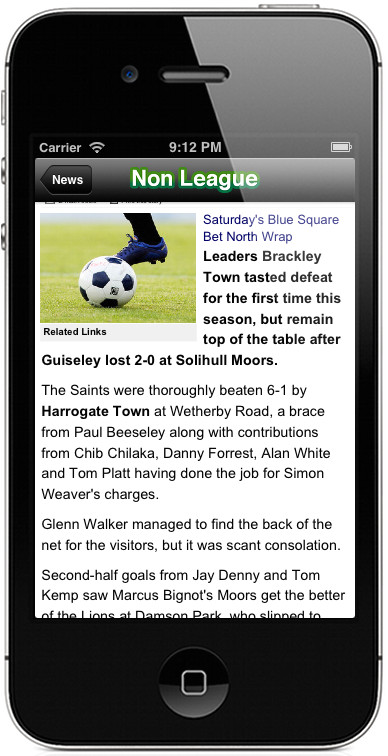 Carrier 9:12 PM
News Non League
Saturday's Blue Square
Bet North Wrap
Leaders Brackley
Town tasted defeat
for the first time this
season, but remain
Related Links
top of the table after
Guiseley lost 2-0 at Solihull Moors.
The Saints were thoroughly beaten 6-1 by
Harrogate Town at Wetherby Road, a brace
from Paul Beeseley along with contributions
from Chib Chilaka, Danny Forrest, Alan White
and Tom Platt having done the job for Simon
Weaver's charges.
Glenn Walker managed to find the back of the
net for the visitors, but it was scant consolation.
Second-half goals from Jay Denny and Tom
Kemp saw Marcus Bignot's Moors get the better
of the Lions at Damson Park, who slipped to